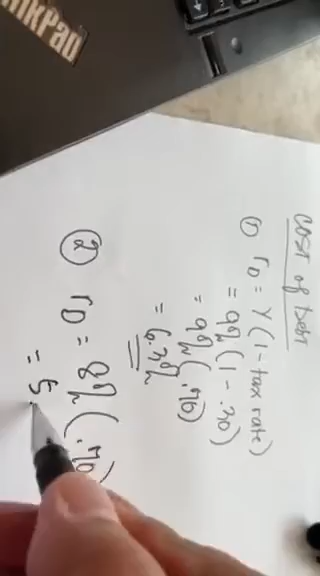 ThinkPad
COST of Debt
① rD = Y (1 - tax rate)
= 9% (1 - .30)
= 9% (.70)
= 6.3%
② rD = 8% (.70)
= 5.